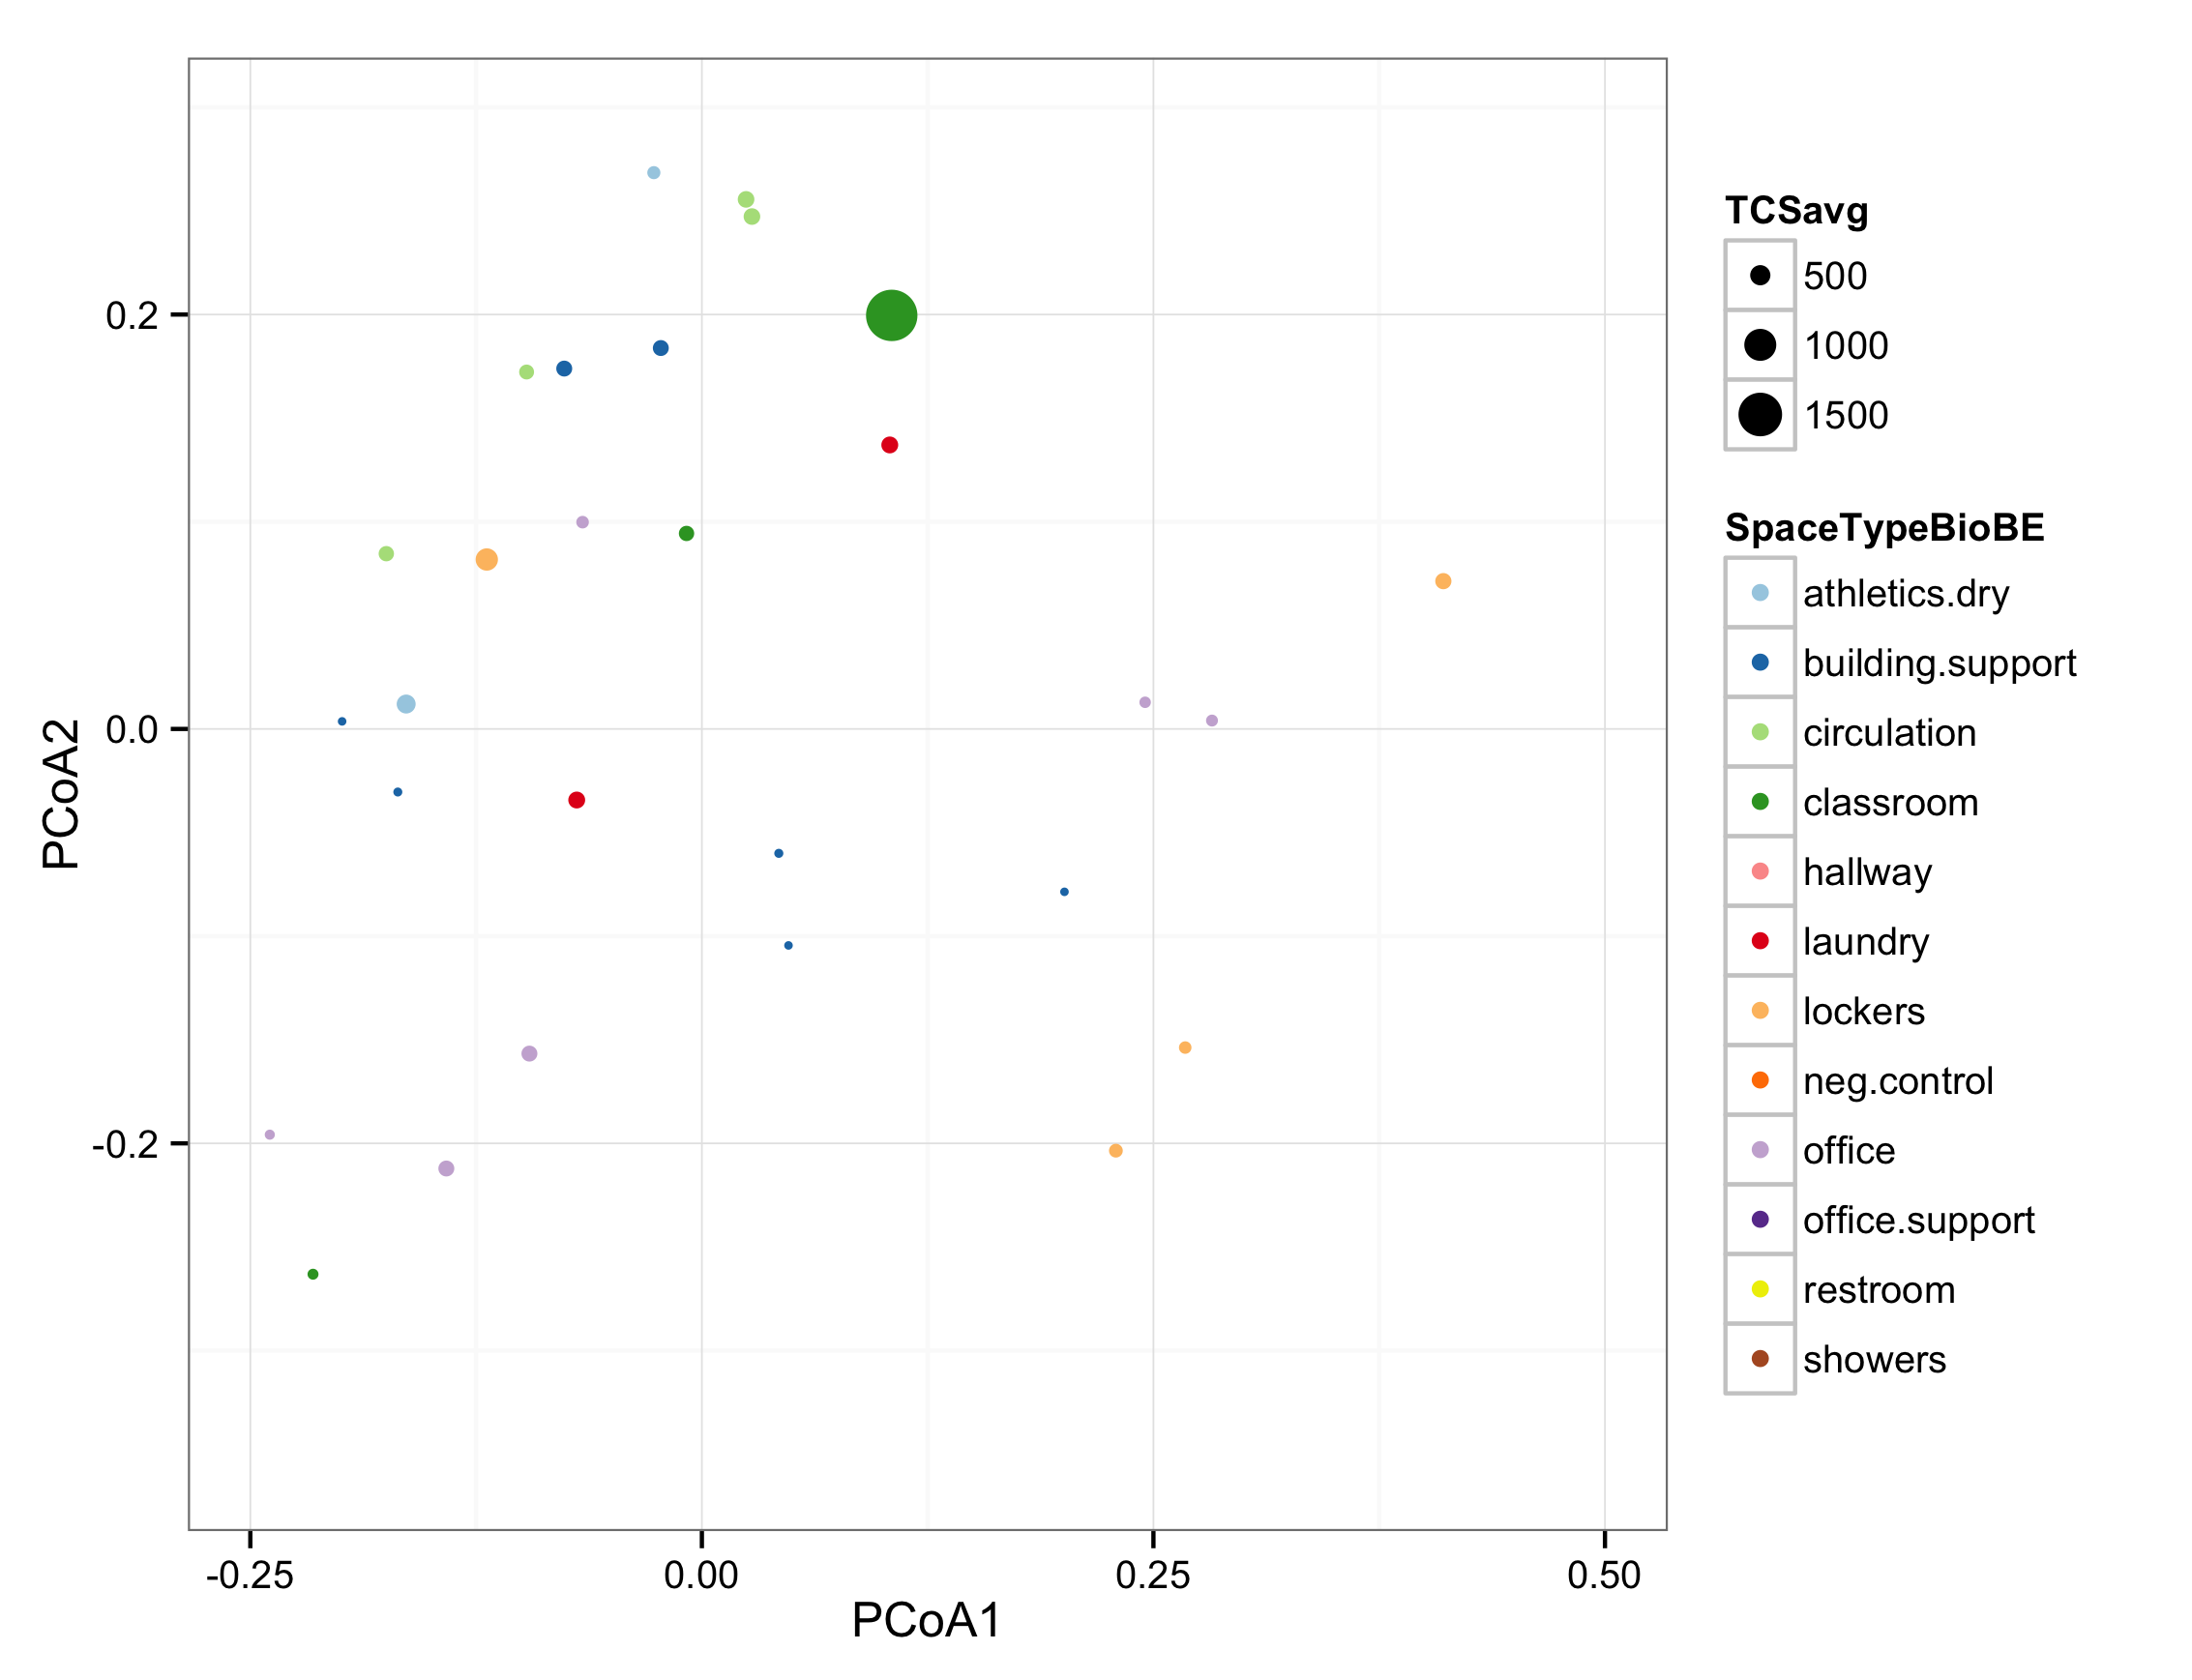 TCSavg
500
1000
1500
SpaceTypeBioBE
athletics.dry
building.support
circulation
classroom
hallway
laundry
lockers
neg.control
office
office.support
restroom
showers
PCoA2
0.2
0.0
-0.2
-0.25 0.00 0.25 0.50
PCoA1